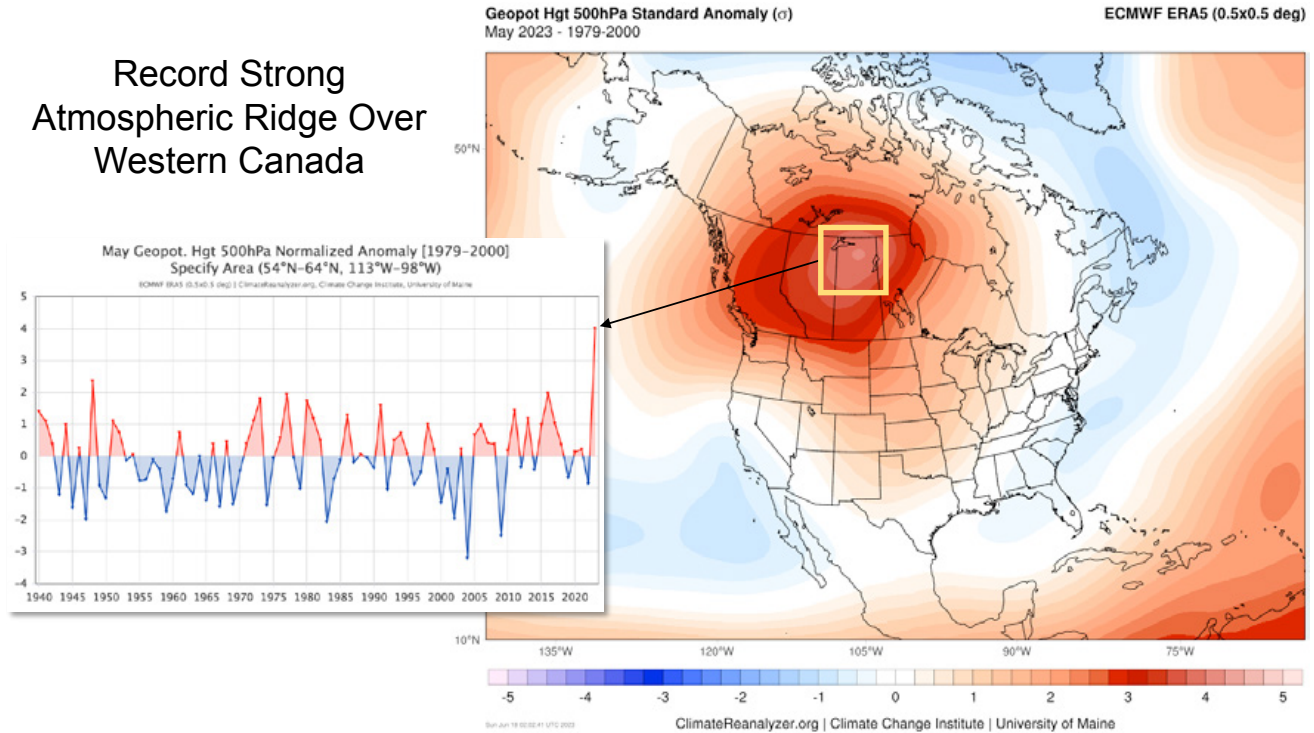 Geopot Hgt 500hPa Standard Anomaly (σ)
May 2023 - 1979-2000
ECMWF ERA5 (0.5x0.5 deg)
Record Strong
Atmospheric Ridge Over
Western Canada
50°N
May Geopot. Hgt 500hPa Normalized Anomaly [1979-2000]
Specify Area (54°N-64°N, 113°W-98°W)
ECMWF ERA5 (0.5x0.5 deg) | ClimateReanalyzer.org, Climate Change Institute, University of Maine
5
4
3
2
1
0
-1
-2
-3
-4
1940 1945 1950 1955 1960 1965 1970 1975 1980 1985 1990 1995 2000 2005 2010 2015 2020
10°N
135°W 120°W 105°W 90°W 75°W
-5 -4 -3 -2 -1 0 1 2 3 4 5
ClimateReanalyzer.org | Climate Change Institute | University of Maine